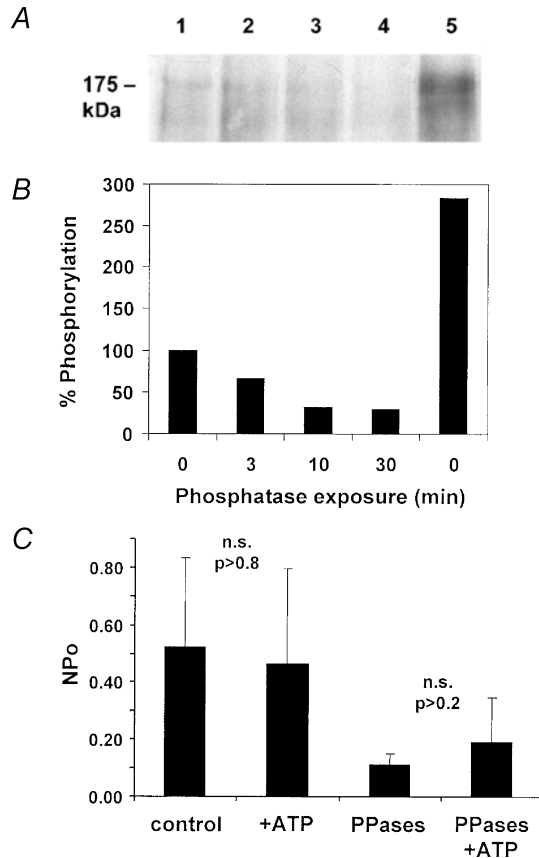 A
1 2 3 4 5
175 –
kDa
B
300
250
200
150
100
50
0
% Phosphorylation
0 3 10 30 0
Phosphatase exposure (min)
C
n.s.
p>0.8
0.80
0.60
0.40
0.20
0.00
NPo
n.s.
p>0.2
control +ATP PPases PPases
+ATP